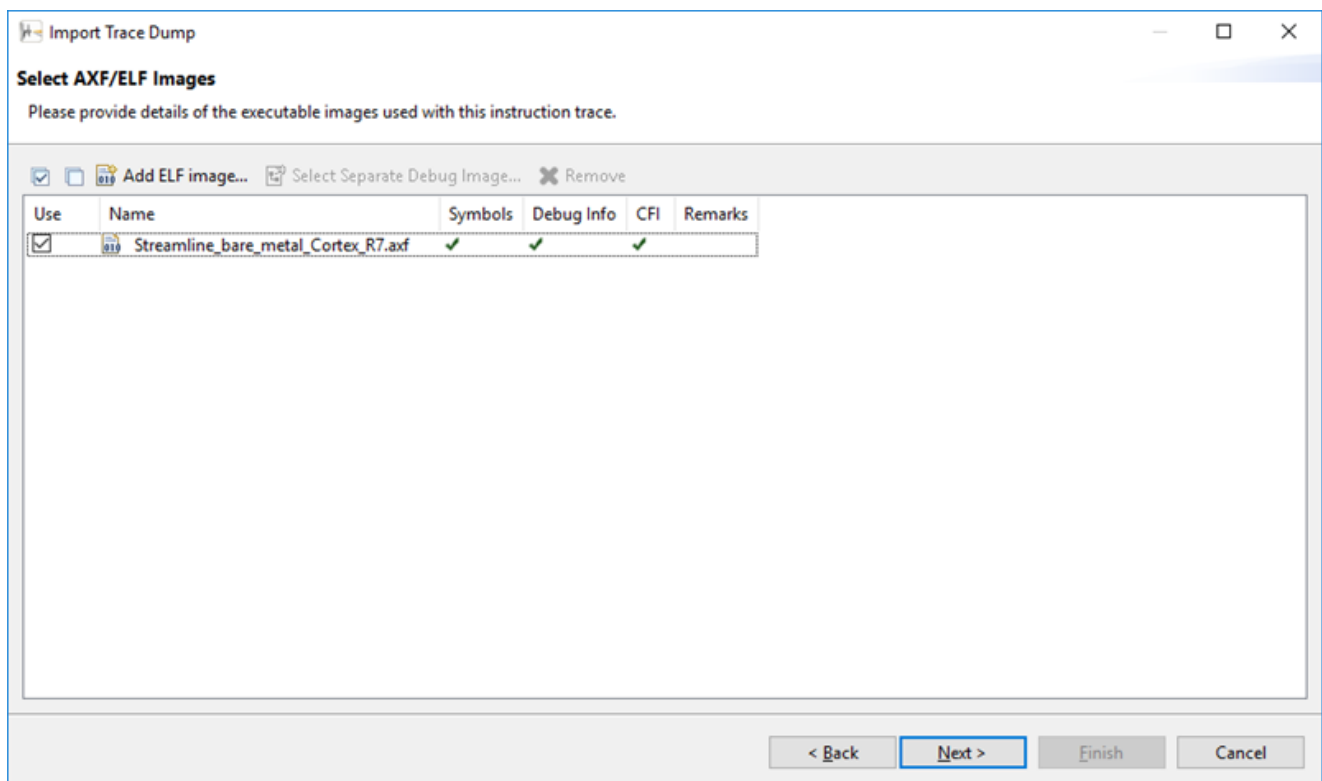 Import Trace Dump
Select AXF/ELF Images
Please provide details of the executable images used with this instruction trace.
Add ELF image... Select Separate Debug Image... Remove
Use Name Symbols Debug Info CFI Remarks
Streamline_bare_metal_Cortex_R7.axf
< Back Next > Finish Cancel